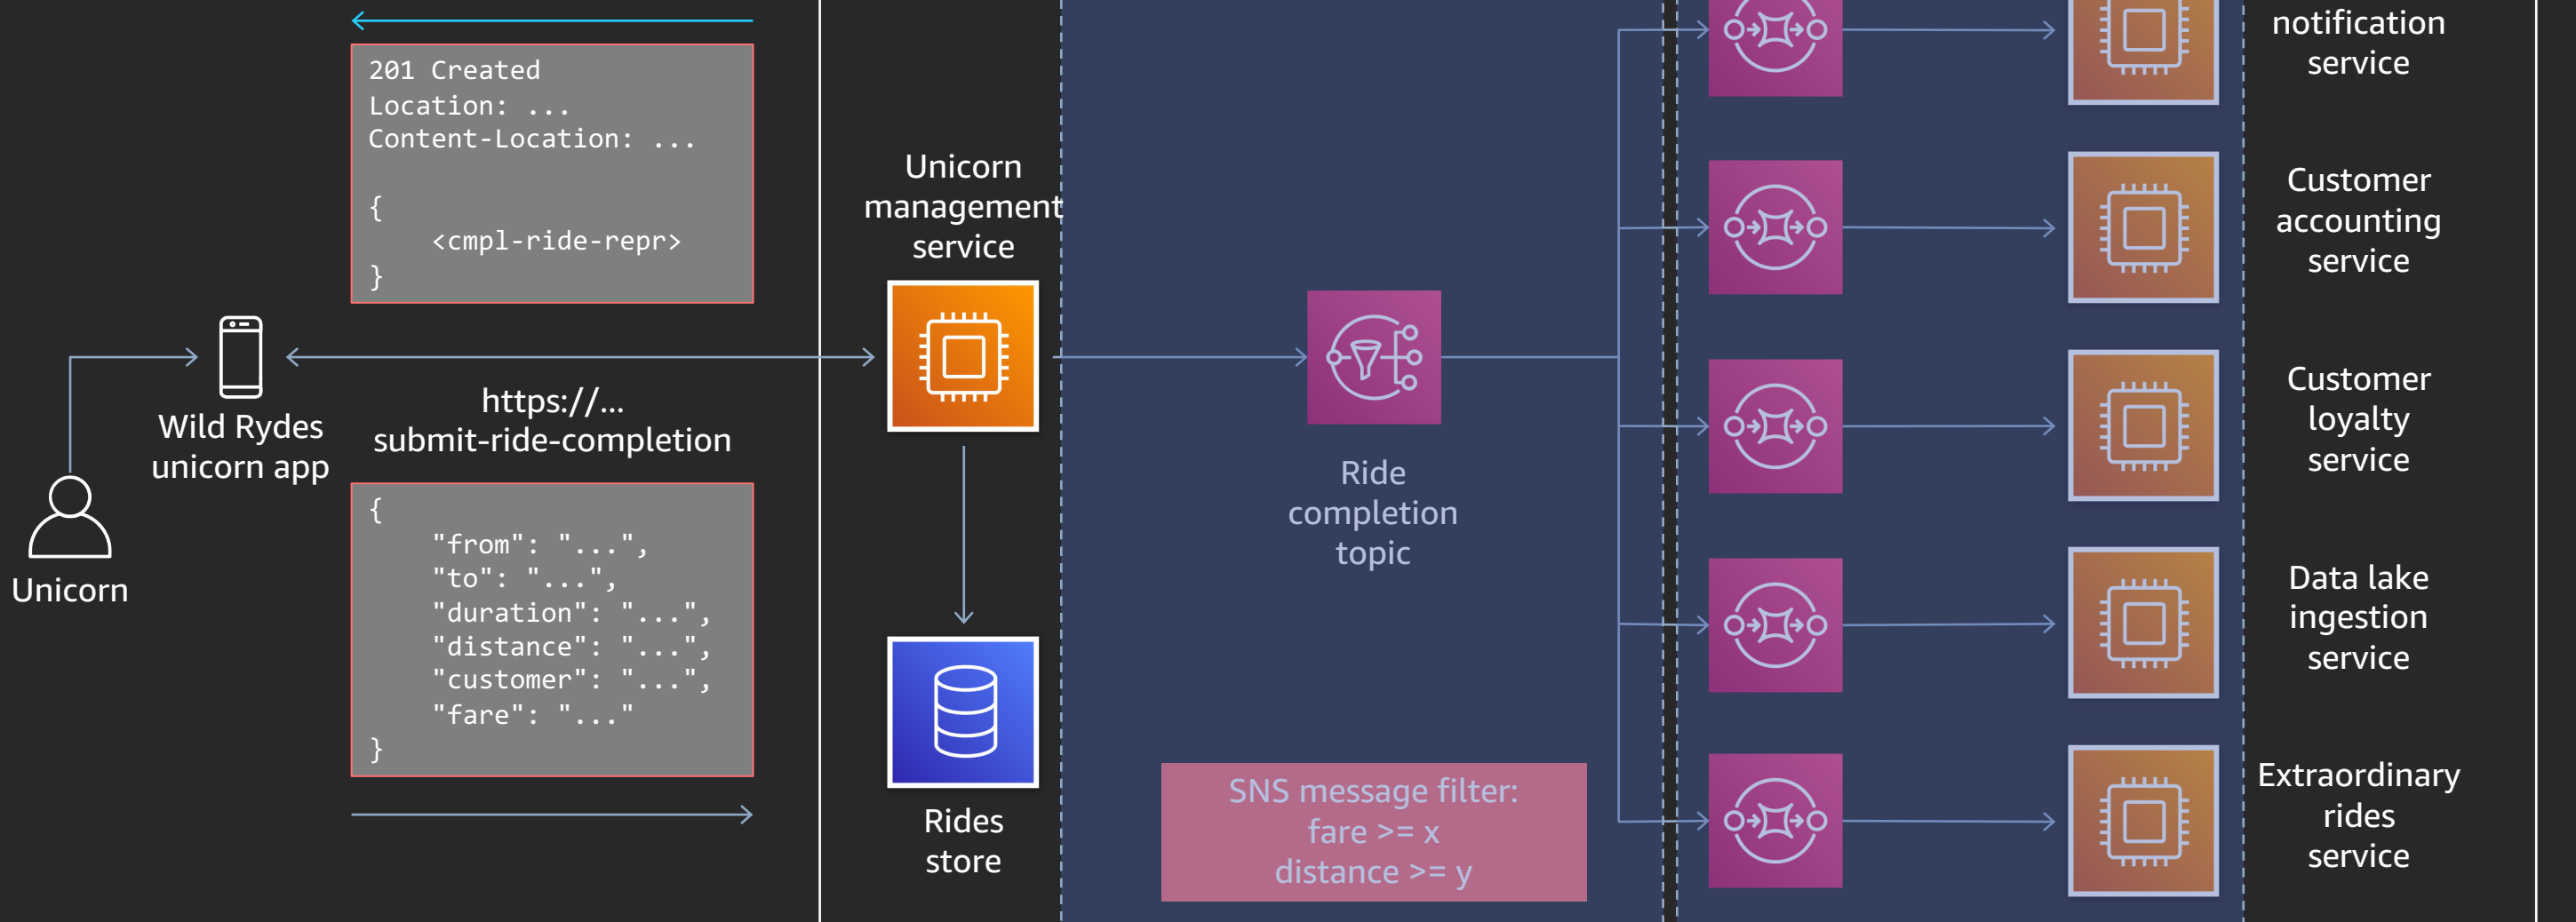 201 Created
Location: ...
Content-Location: ...
{
<cmpl-ride-repr>
}
Unicorn
management
service
Wild Rydes
unicorn app
https://...
submit-ride-completion
Unicorn
{
"from": "...",
"to": "...",
"duration": "...",
"distance": "...",
"customer": "...",
"fare": "..."
}
Rides
store
Ride
completion
topic
SNS message filter:
fare >= x
distance >= y
notification
service
Customer
accounting
service
Customer
loyalty
service
Data lake
ingestion
service
Extraordinary
rides
service